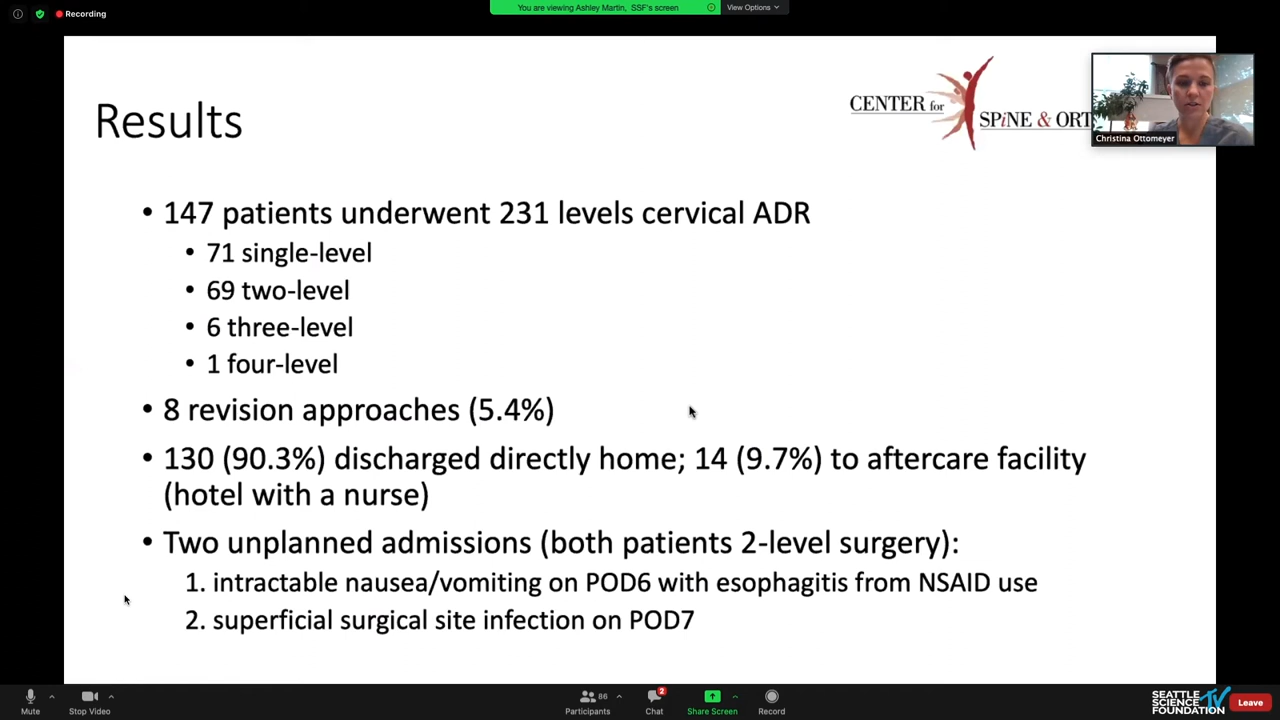 Recording
You are viewing Ashley Martin, SSF's screen
View Options
CENTER for
SPiNE & ORT
Christina Ottomeyer
Results
• 147 patients underwent 231 levels cervical ADR
• 71 single-level
• 69 two-level
• 6 three-level
• 1 four-level
• 8 revision approaches (5.4%)
• 130 (90.3%) discharged directly home; 14 (9.7%) to aftercare facility
(hotel with a nurse)
• Two unplanned admissions (both patients 2-level surgery):
1. intractable nausea/vomiting on POD6 with esophagitis from NSAID use
2. superficial surgical site infection on POD7
Mute
Stop Video
86
Participants
2
Chat
Share Screen
Record
SEATTLE
SCIENCE
FOUNDATION
TV
Leave